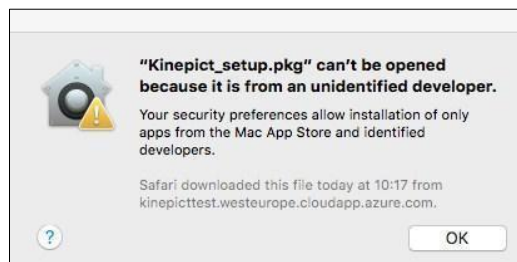 “Kinepict_setup.pkg” can’t be opened
because it is from an unidentified developer.
Your security preferences allow installation of only
apps from the Mac App Store and identified
developers.
Safari downloaded this file today at 10:17 from
kinepicttest.westeurope.cloudapp.azure.com.
?
OK